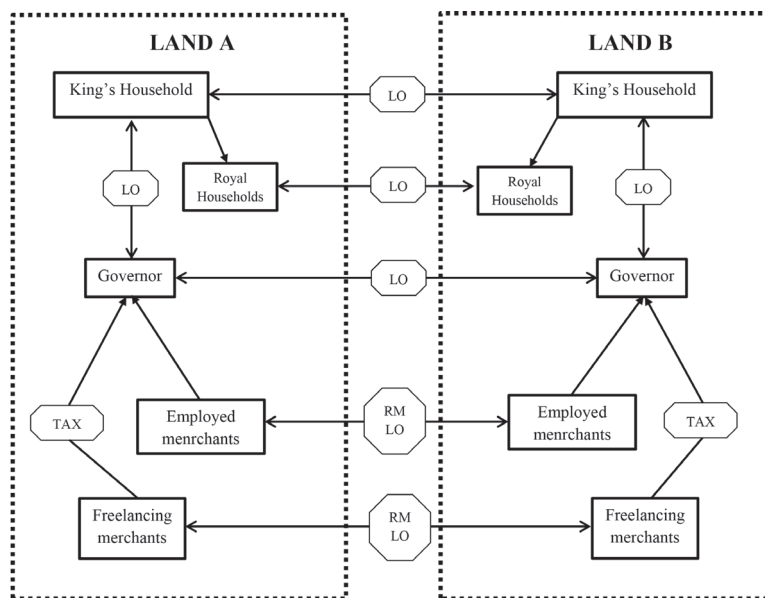 LAND A
LAND B
King's Household
LO
King's Household
LO
Royal
Households
LO
Royal
Households
LO
Governor
LO
Governor
Employed
menrchants
RM
LO
Employed
menrchants
TAX
TAX
Freelancing
merchants
RM
LO
Freelancing
merchants